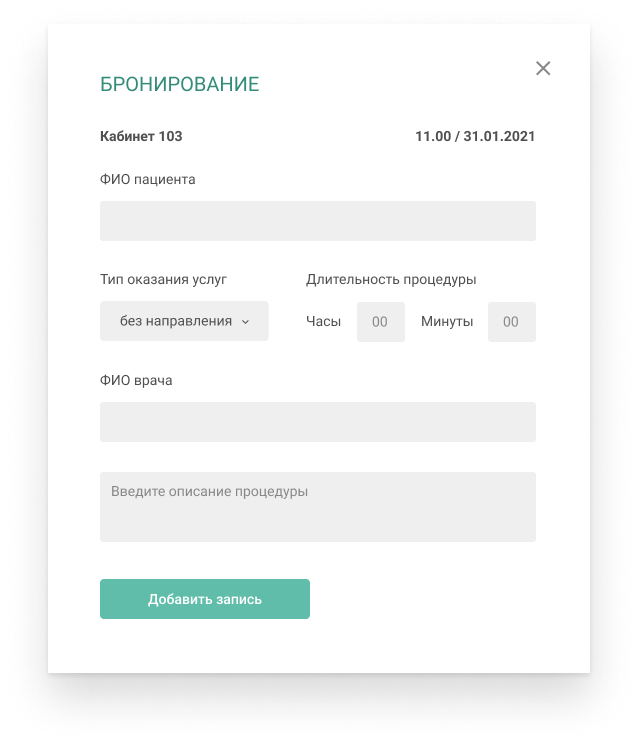 БРОНИРОВАНИЕ
Кабинет 103 11.00 / 31.01.2021
ФИО пациента
Тип оказания услуг Длительность процедуры
без направления Часы 00 Минуты 00
ФИО врача
Введите описание процедуры
Добавить запись